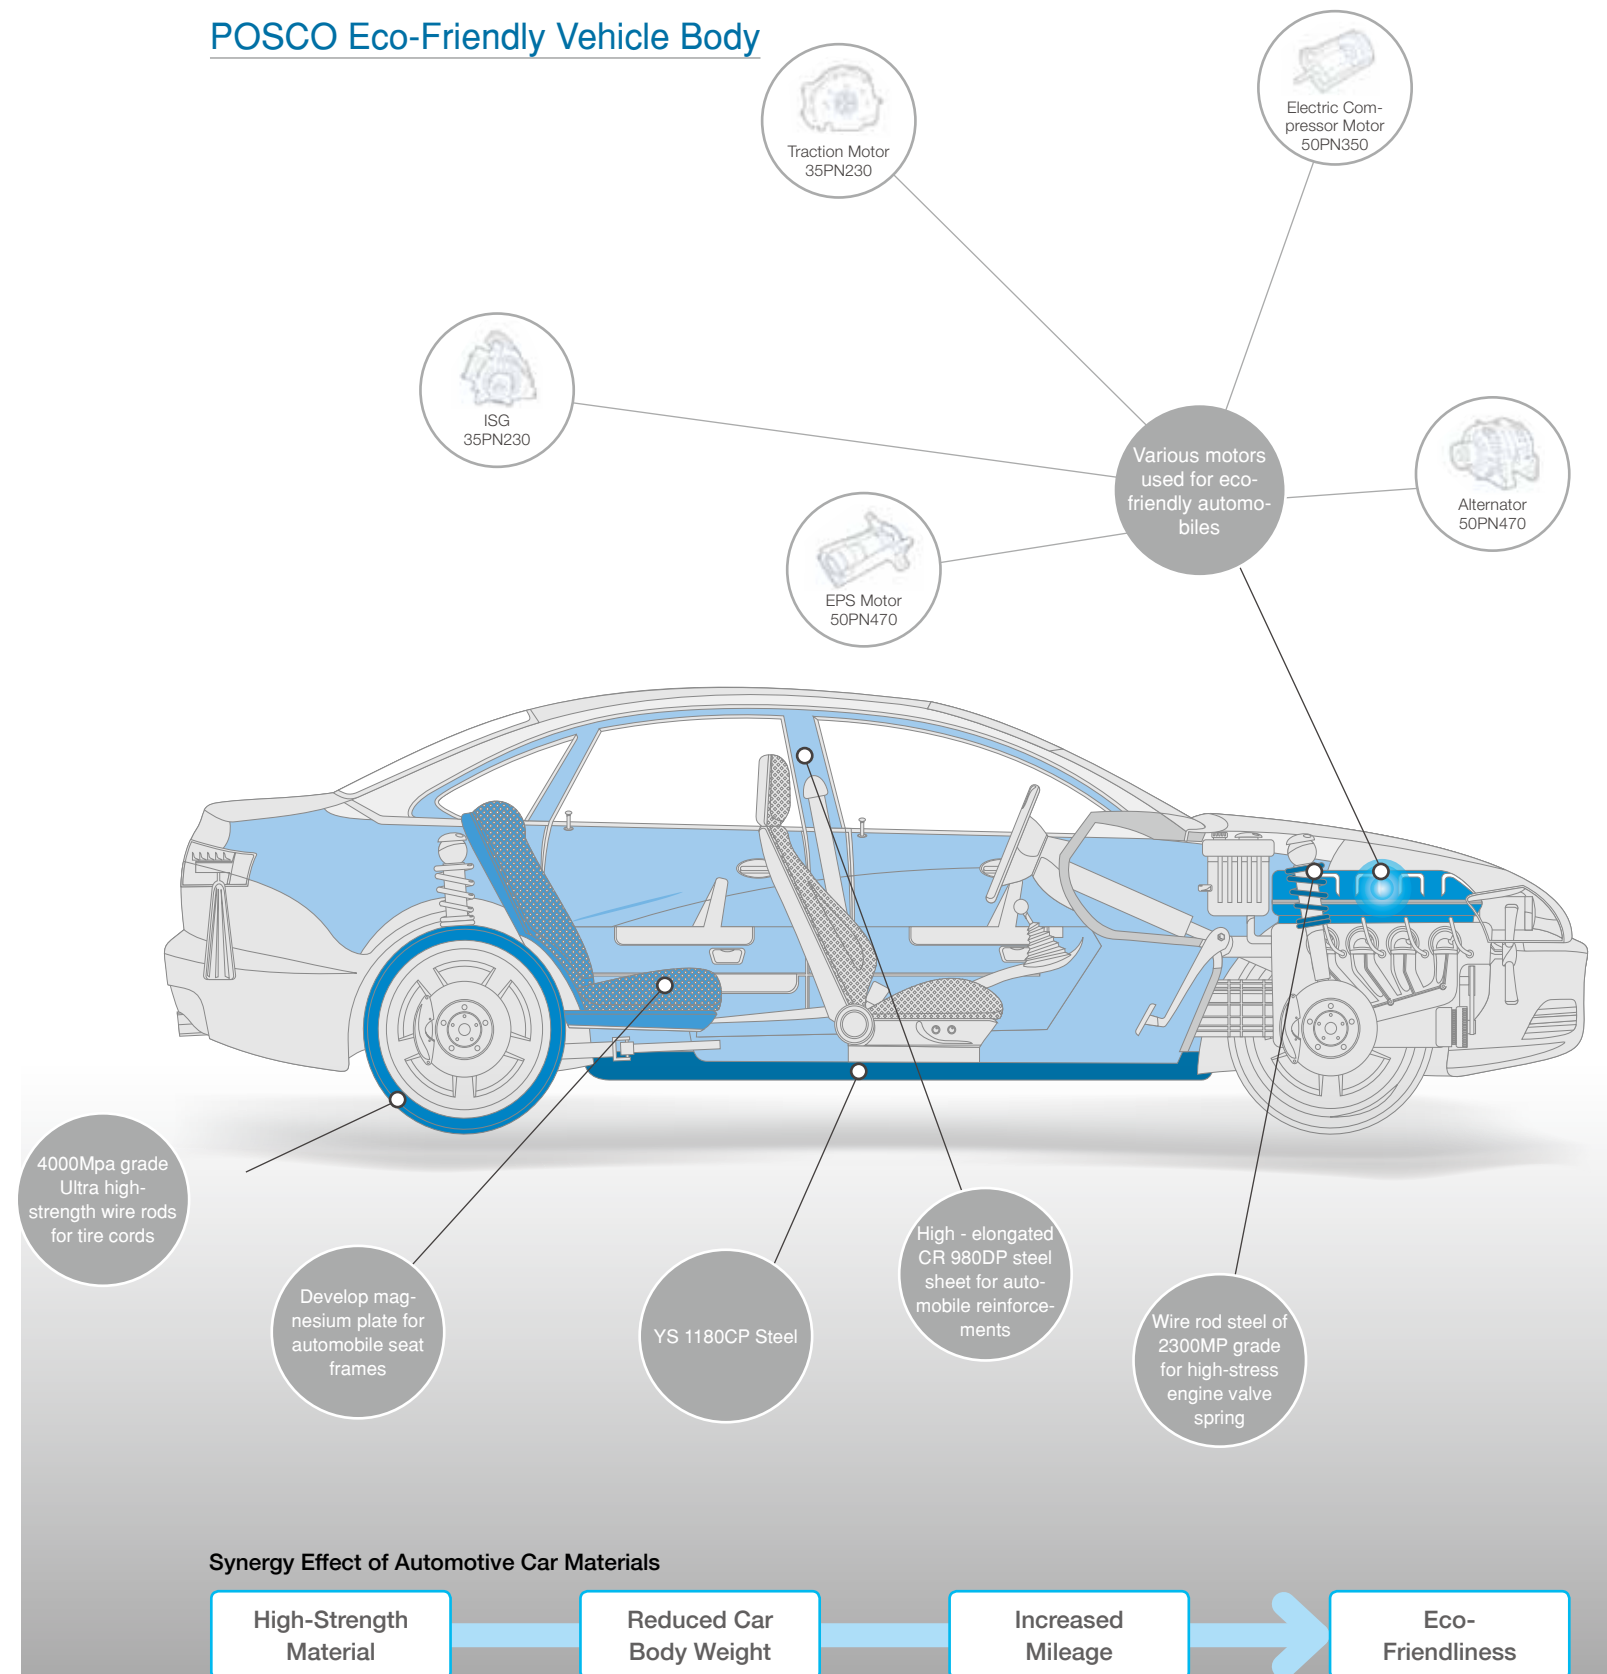 POSCO Eco-Friendly Vehicle Body
Electric Com-
pressor Motor
50PN350
Traction Motor
35PN230
ISG
35PN230
Various motors
used for eco-
friendly automo-
biles
Alternator
50PN470
EPS Motor
50PN470
4000Mpa grade
Ultra high-
strength wire rods
for tire cords
Develop mag-
nesium plate for
automobile seat
frames
YS 1180CP Steel
High - elongated
CR 980DP steel
sheet for auto-
mobile reinforce-
ments
Wire rod steel of
2300MP grade
for high-stress
engine valve
spring
Synergy Effect of Automotive Car Materials
High-Strength
Material
Reduced Car
Body Weight
Increased
Mileage
Eco-
Friendliness